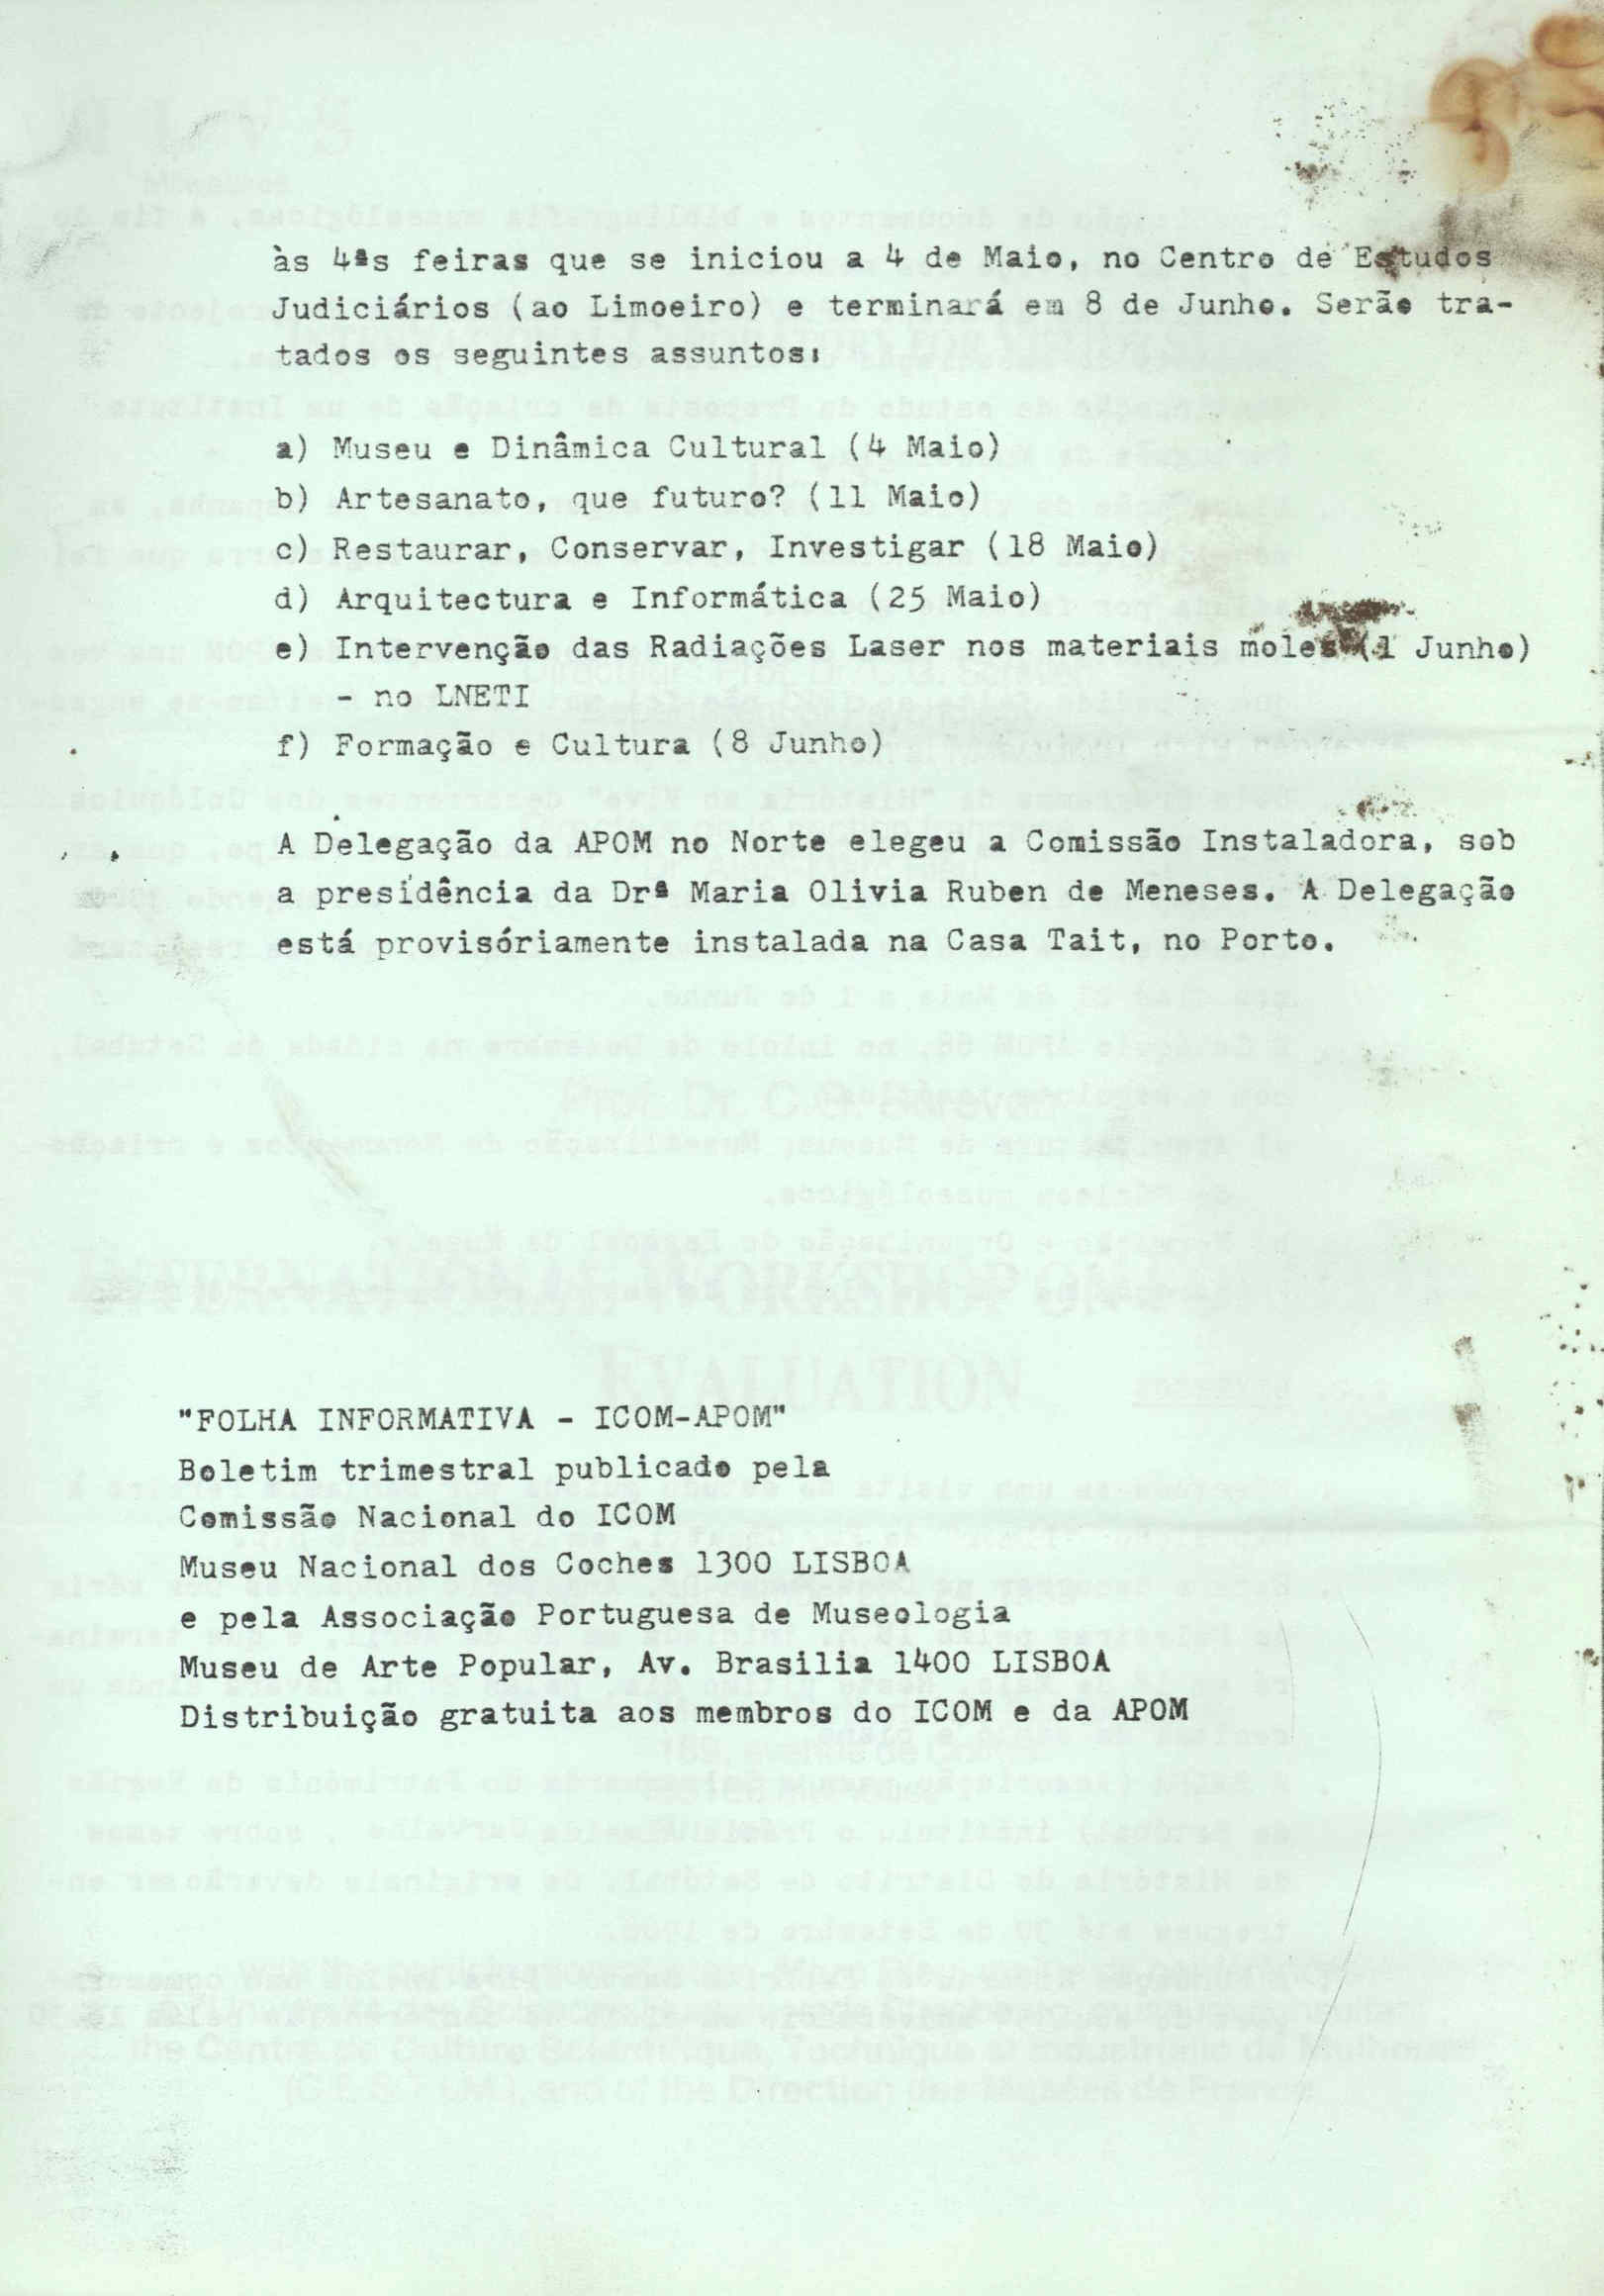 às 4ªs feiras que se iniciou a 4 de Maio, no Centro de Estudos
Judiciários (ao Limoeiro) e terminará em 8 de Junho. Serão tra-
tados os seguintes assuntos:
a) Museu e Dinâmica Cultural (4 Maio)
b) Artesanato, que futuro? (11 Maio)
c) Restaurar, Conservar, Investigar (18 Maio)
d) Arquitectura e Informática (25 Maio)
e) Intervenção das Radiações Laser nos materiais moles (1 Junho)
- no LNETI
f) Formação e Cultura (8 Junho)
. A Delegação da APOM no Norte elegeu a Comissão Instaladora, sob
a presidência da Drª Maria Olivia Ruben de Meneses. A Delegação
está provisóriamente instalada na Casa Tait, no Porto.
INTERNATIONAL WORKSHOP ON
EVALUATION
"FOLHA INFORMATIVA - ICOM-APOM"
Boletim trimestral publicado pela
Comissão Nacional do ICOM
Museu Nacional dos Coches 1300 LISBOA
e pela Associação Portuguesa de Museologia
Museu de Arte Popular, Av. Brasilia 1400 LISBOA
Distribuição gratuita aos membros do ICOM e da APOM